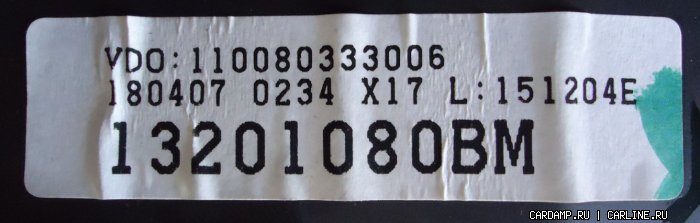 VDO:110080333006
180407 0234 X17 L:151204E
13201080BM
CARDAMP.RU | CARLINE.RU